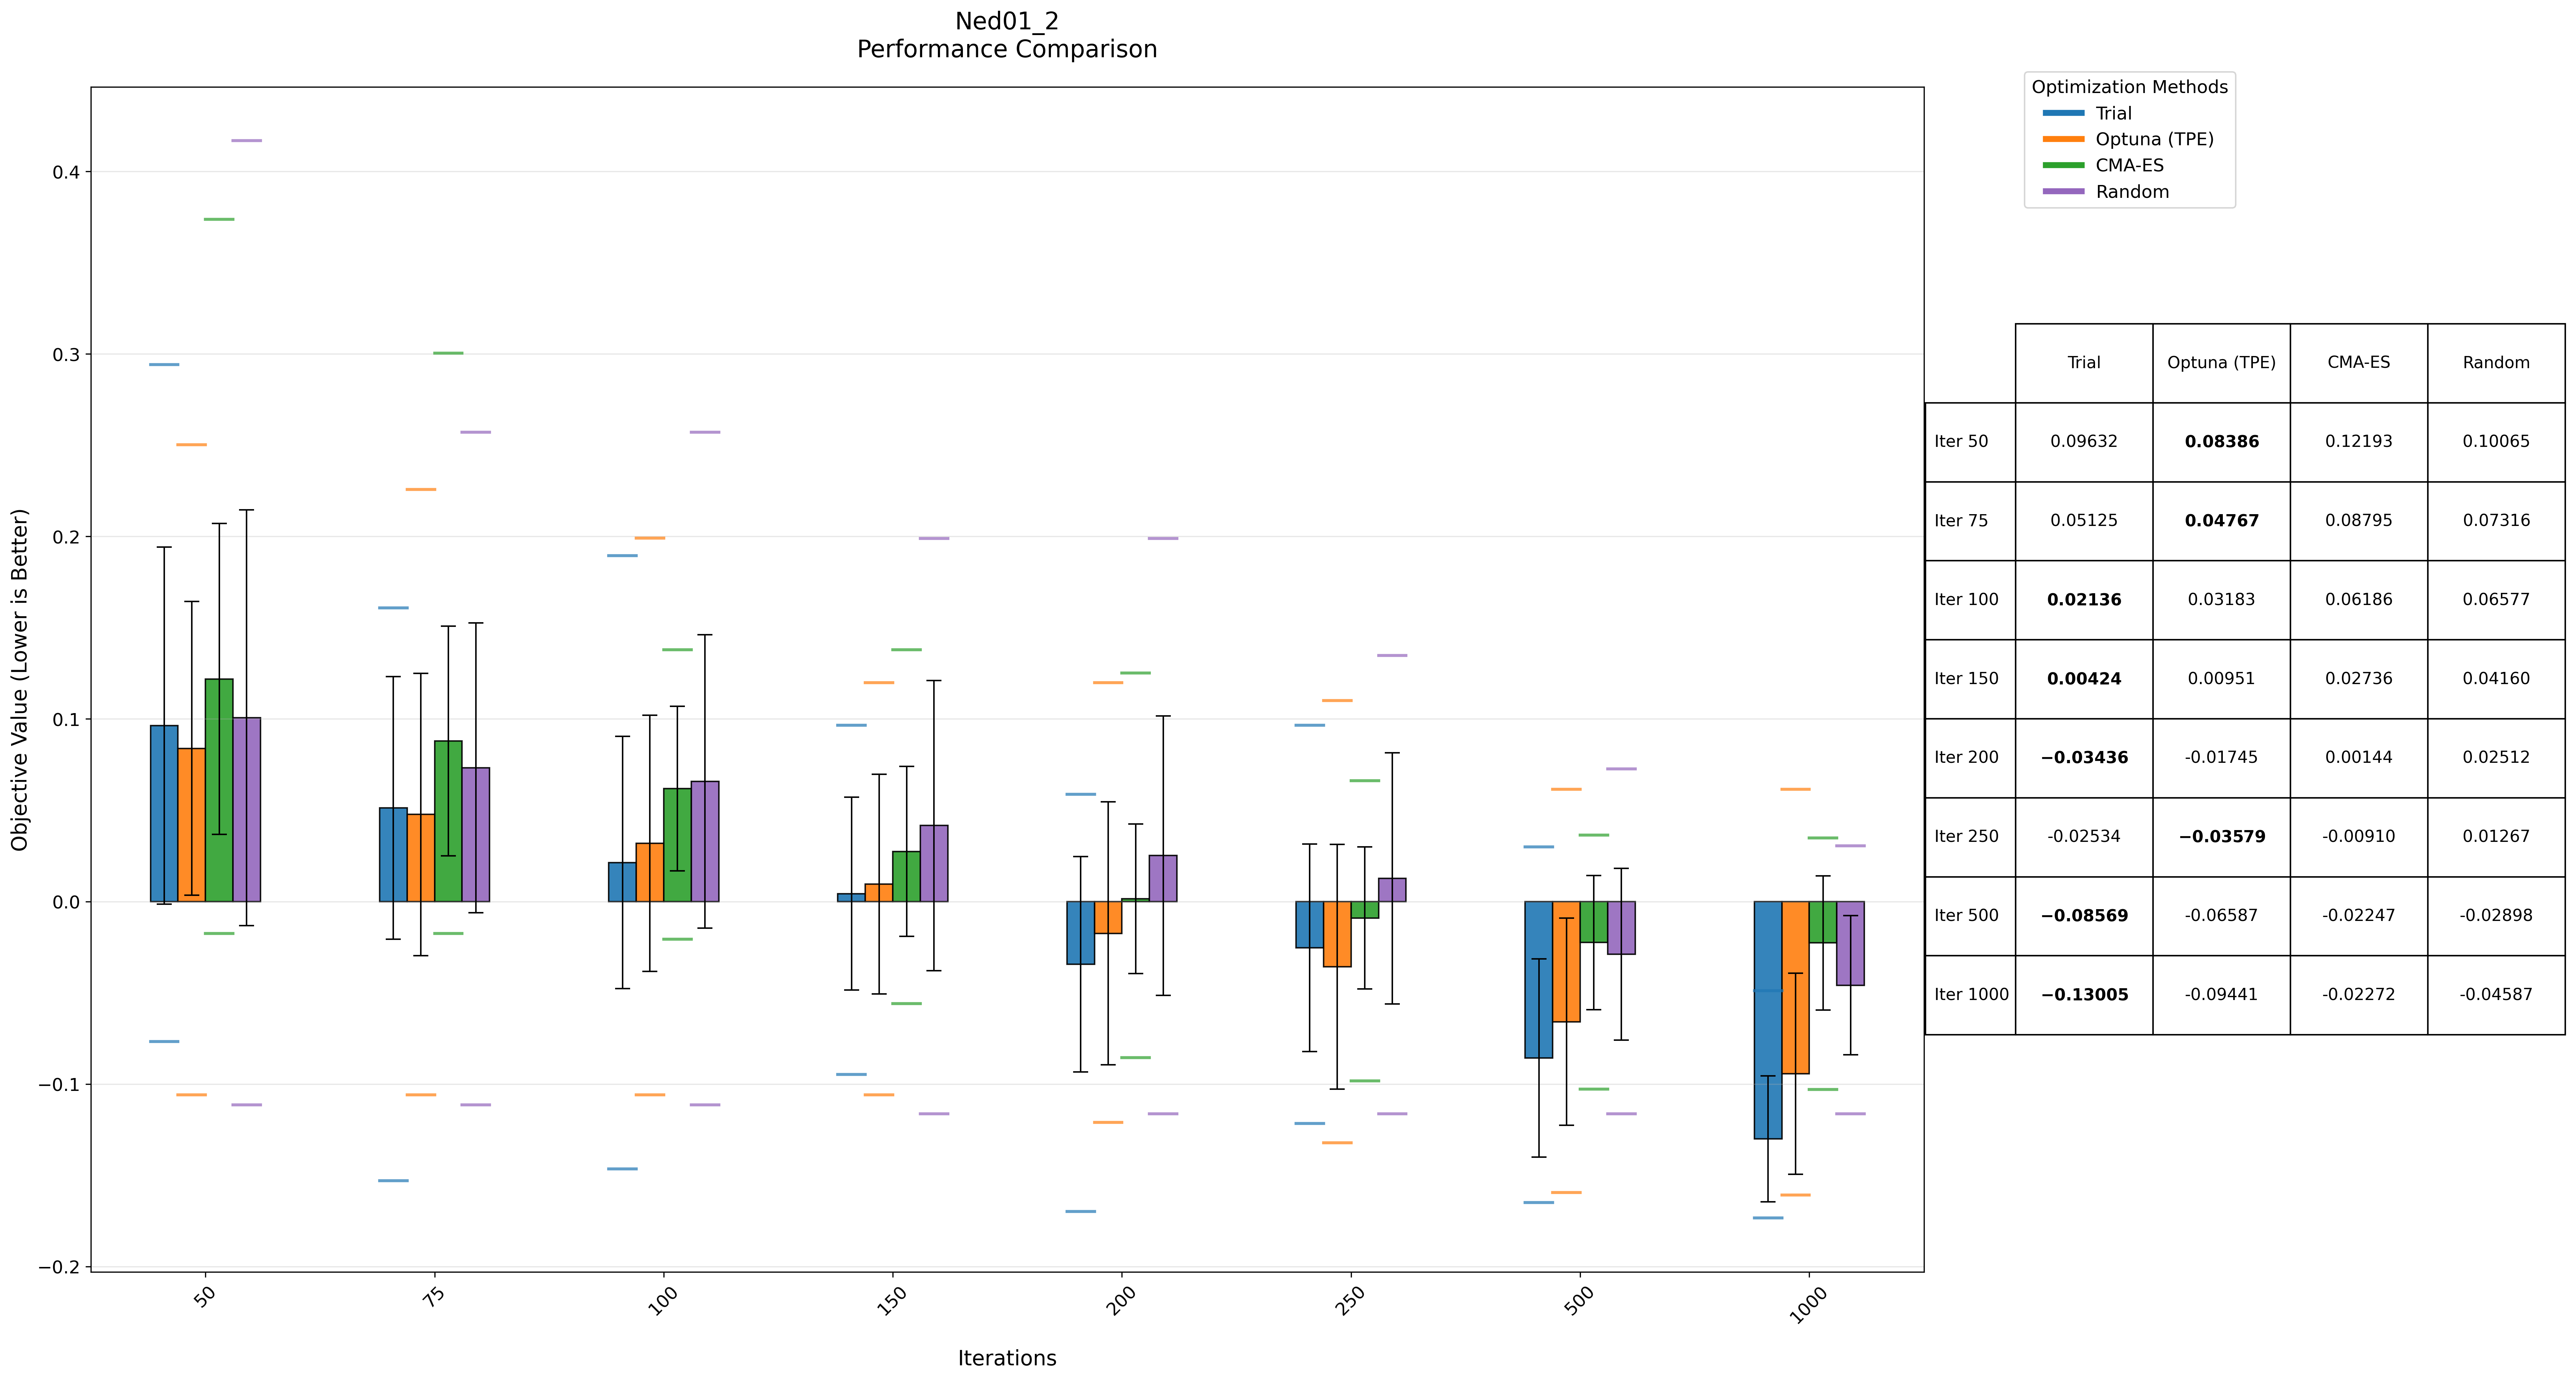 Ned01_2
Performance Comparison
Optimization Methods
Trial
Optuna (TPE)
CMA-ES
Random
Objective Value (Lower is Better)
0.4
0.3
0.2
0.1
0.0
−0.1
−0.2
50
75
100
150
200
250
500
1000
Iterations
Trial Optuna (TPE) CMA-ES Random
Iter 50 0.09632 0.08386 0.12193 0.10065
Iter 75 0.05125 0.04767 0.08795 0.07316
Iter 100 0.02136 0.03183 0.06186 0.06577
Iter 150 0.00424 0.00951 0.02736 0.04160
Iter 200 −0.03436 -0.01745 0.00144 0.02512
Iter 250 -0.02534 −0.03579 -0.00910 0.01267
Iter 500 −0.08569 -0.06587 -0.02247 -0.02898
Iter 1000 −0.13005 -0.09441 -0.02272 -0.04587